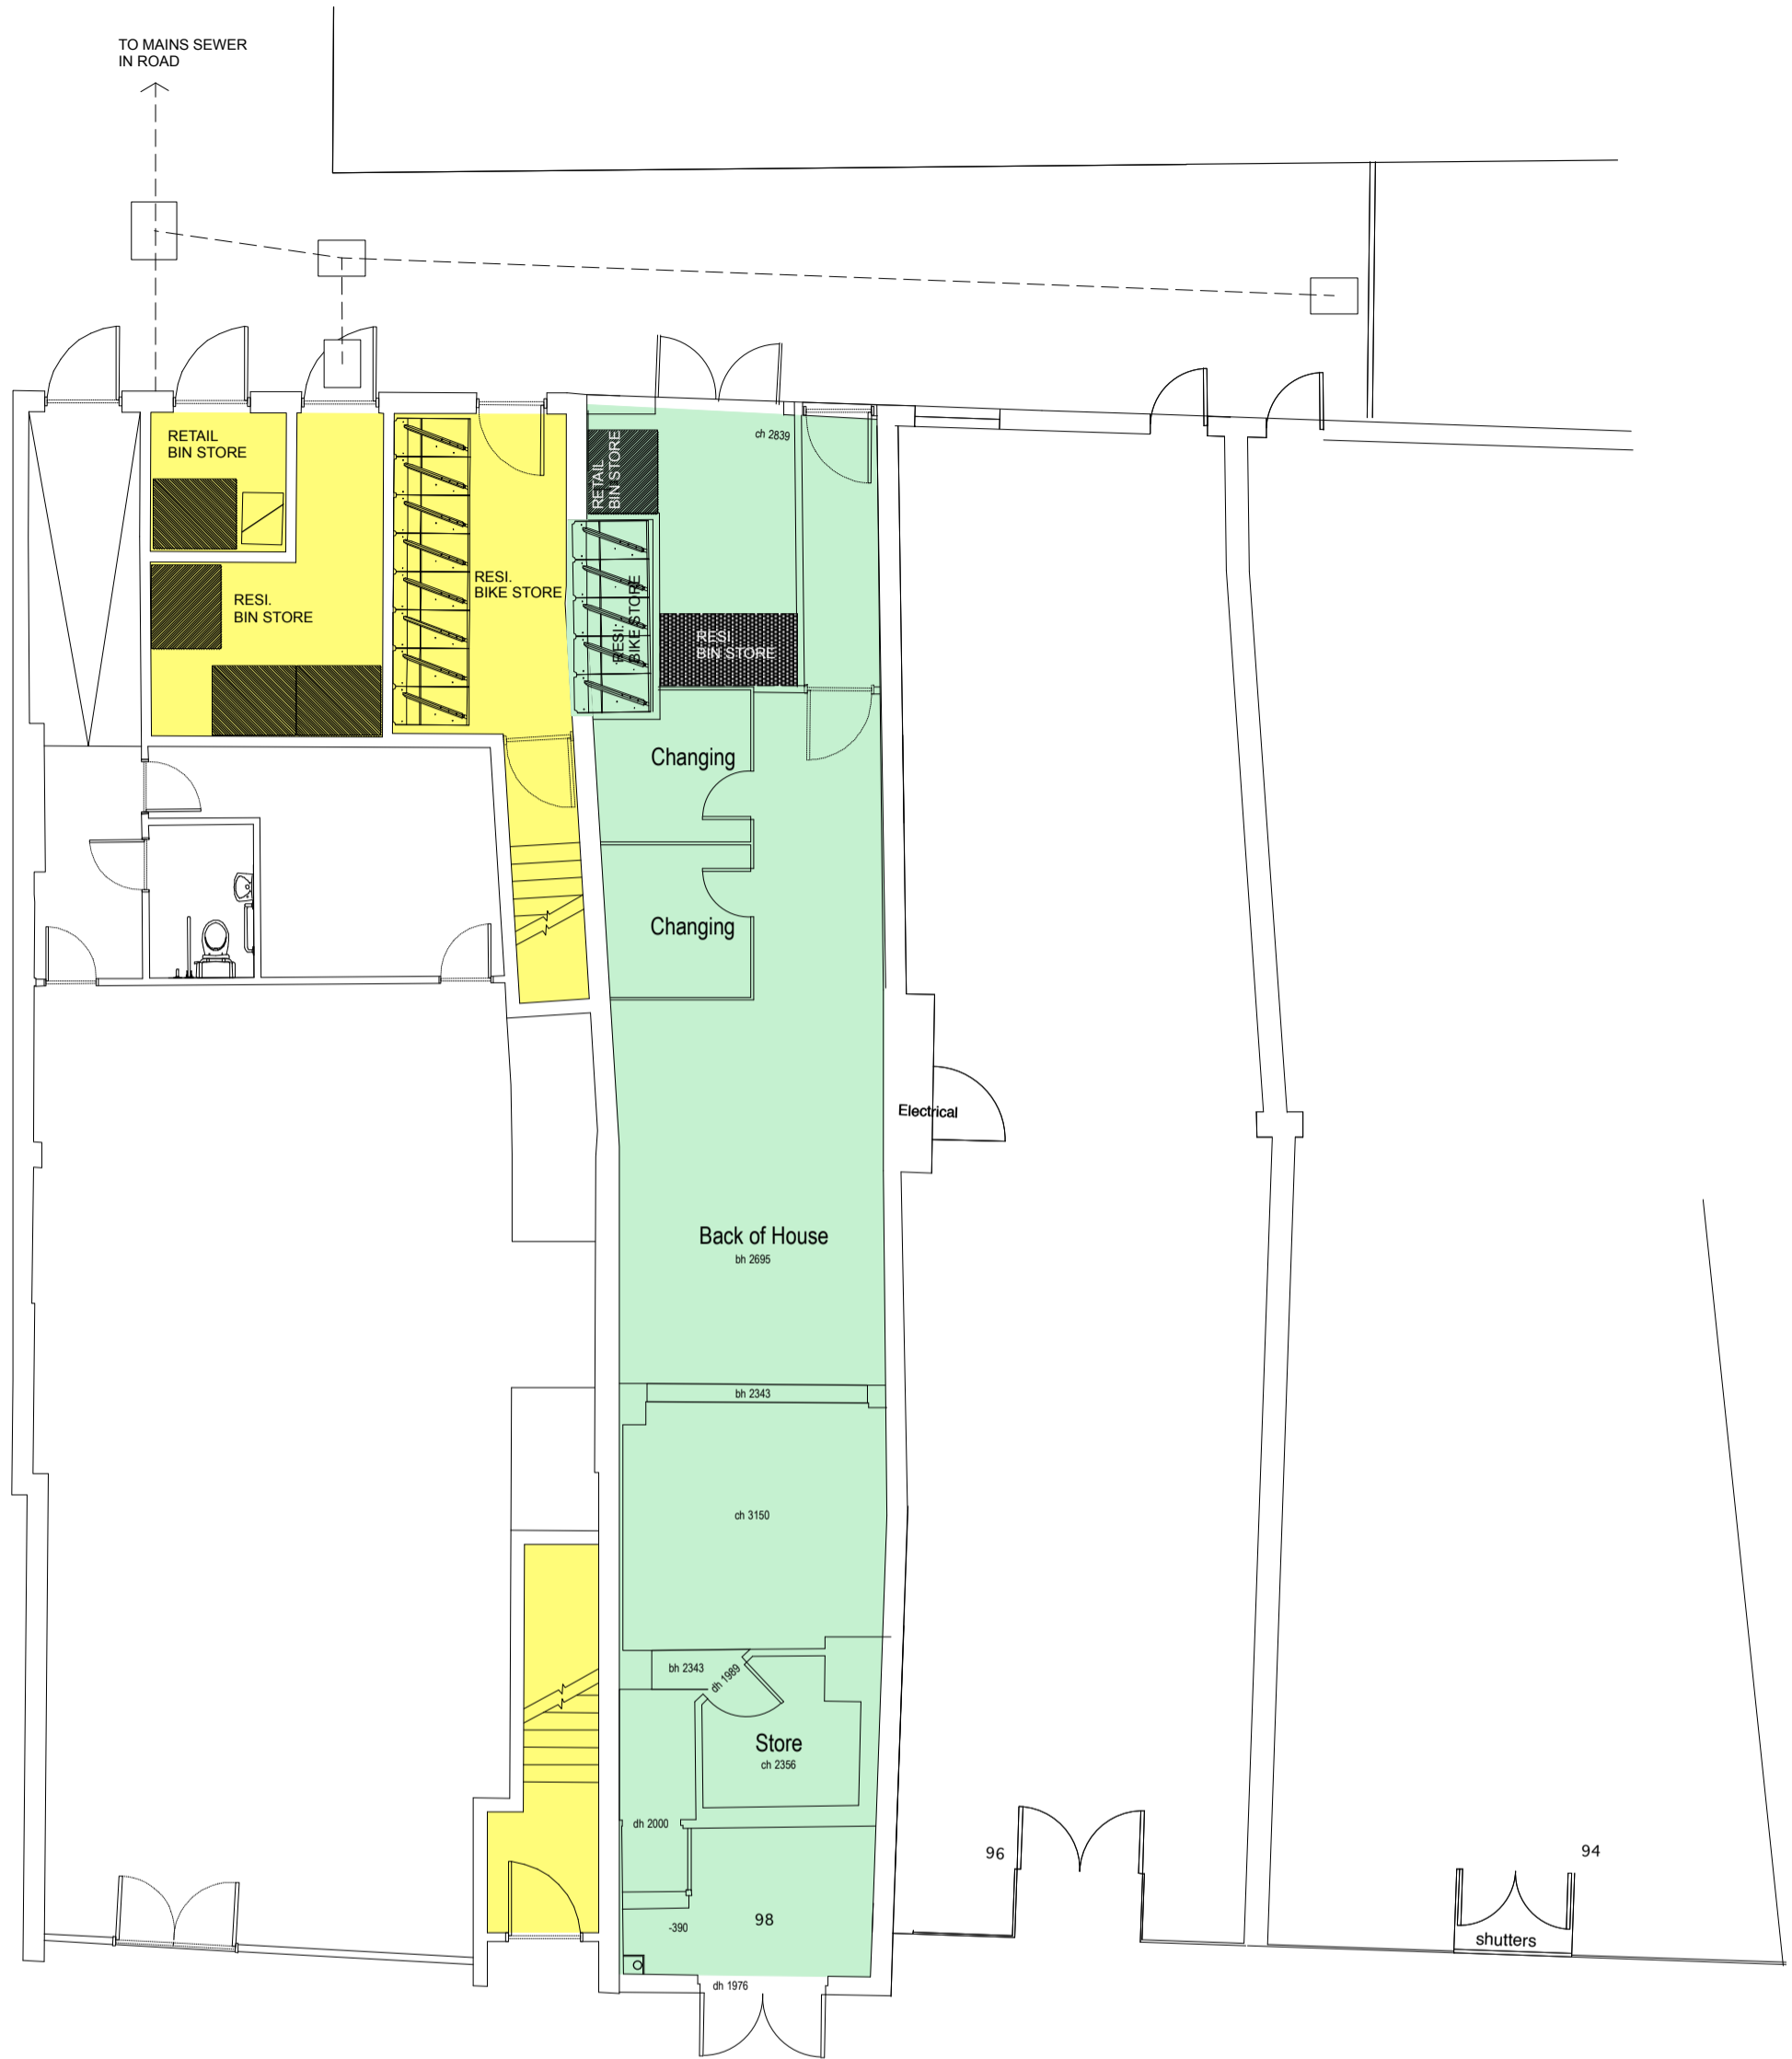 TO MAINS SEWER
IN ROAD
RETAIL
BIN STORE
RESI.
BIN STORE
RESI.
BIKE STORE
RETAIL
BIN STORE
ch 2839
RESI.
BIKE STORE
RESI.
BIN STORE
Changing
Changing
Electrical
Back of House
bh 2695
bh 2343
ch 3150
bh 2343
dh 1989
Store
ch 2356
dh 2000
-390
98
dh 1976
96
94
shutters